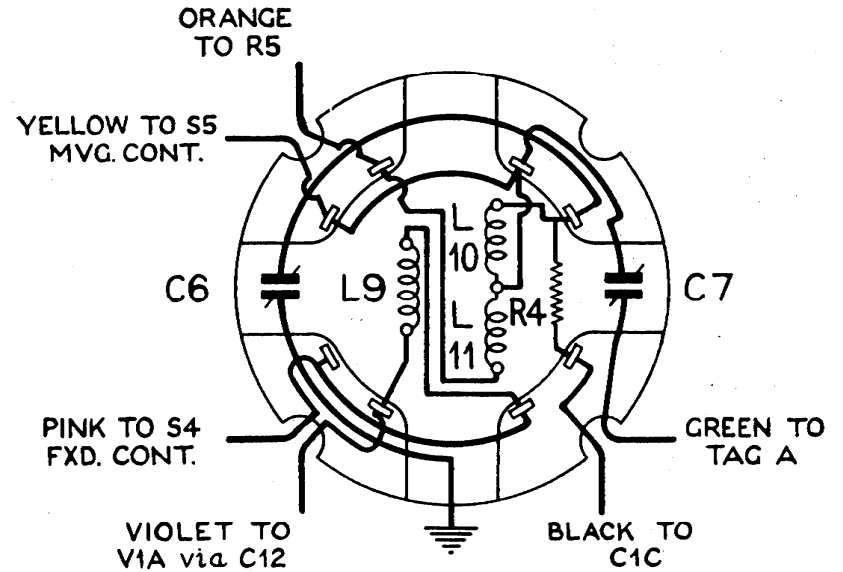 ORANGE
TO R5
YELLOW TO S5
MVG. CONT.
C6
L9
L
10
L
11
R4
C7
PINK TO S4
FXD. CONT.
GREEN TO
TAG A
VIOLET TO
V1A via C12
BLACK TO
C1C